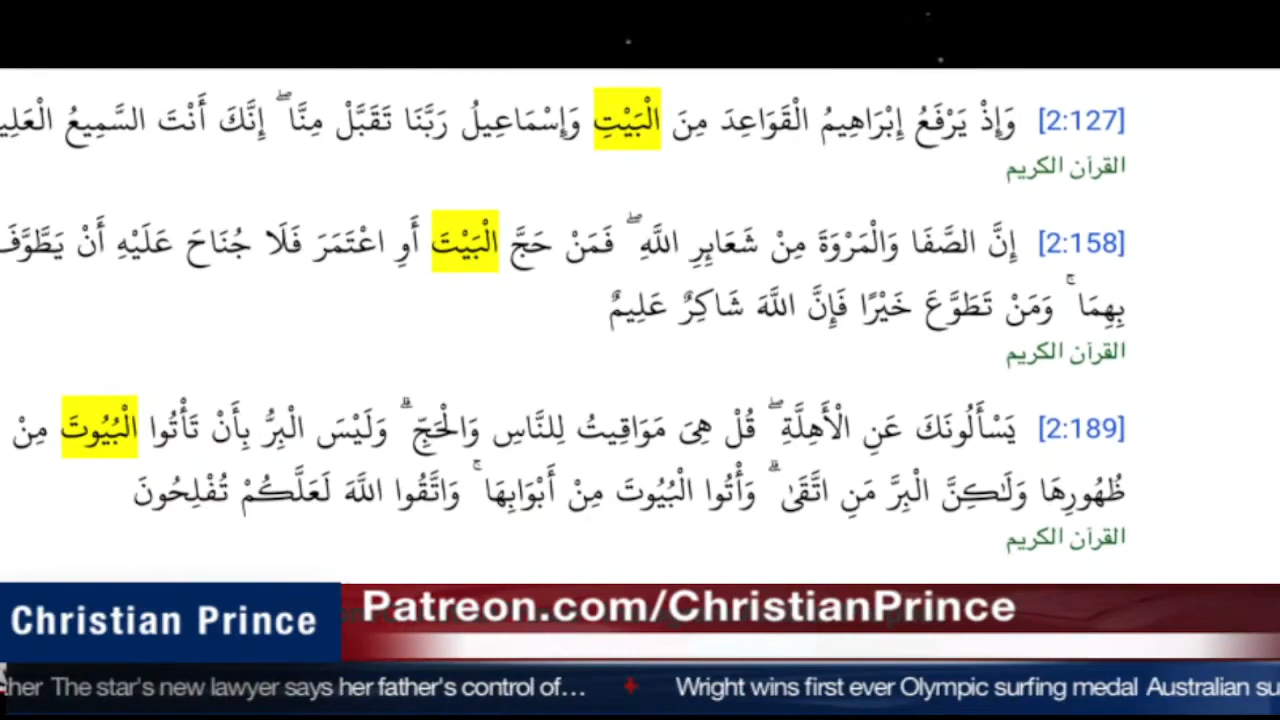 [2:127] وَإِذْ يَرْفَعُ إِبْرَاهِيمُ الْقَوَاعِدَ مِنَ الْبَيْتِ وَإِسْمَاعِيلُ رَبَّنَا تَقَبَّلْ مِنَّا ۖ إِنَّكَ أَنْتَ السَّمِيعُ
القرآن الكريم
[2:158] إِنَّ الصَّفَا وَالْمَرْوَةَ مِنْ شَعَائِرِ اللَّهِ ۖ فَمَنْ حَجَّ الْبَيْتَ أَوِ اعْتَمَرَ فَلَا جُنَاحَ عَلَيْهِ أَنْ يَطَّوَّفَ
بِهِمَا ۚ وَمَنْ تَطَوَّعَ خَيْرًا فَإِنَّ اللَّهَ شَاكِرٌ عَلِيمٌ
القرآن الكريم
[2:189] يَسْأَلُونَكَ عَنِ الْأَهِلَّةِ ۖ قُلْ هِىَ مَوَاقِيتُ لِلنَّاسِ وَالْحَجِّ ۗ وَلَيْسَ الْبِرُّ بِأَنْ تَأْتُوا الْبُيُوتَ مِنْ
ظُهُورِهَا وَلَٰكِنَّ الْبِرَّ مَنِ اتَّقَىٰ ۗ وَأْتُوا الْبُيُوتَ مِنْ أَبْوَابِهَا ۚ وَاتَّقُوا اللَّهَ لَعَلَّكُمْ تُفْلِحُونَ
القرآن الكريم
Christian Prince
Patreon.com/ChristianPrince
ther The star's new lawyer says her father's control of... + Wright wins first ever Olympic surfing medal Australian su